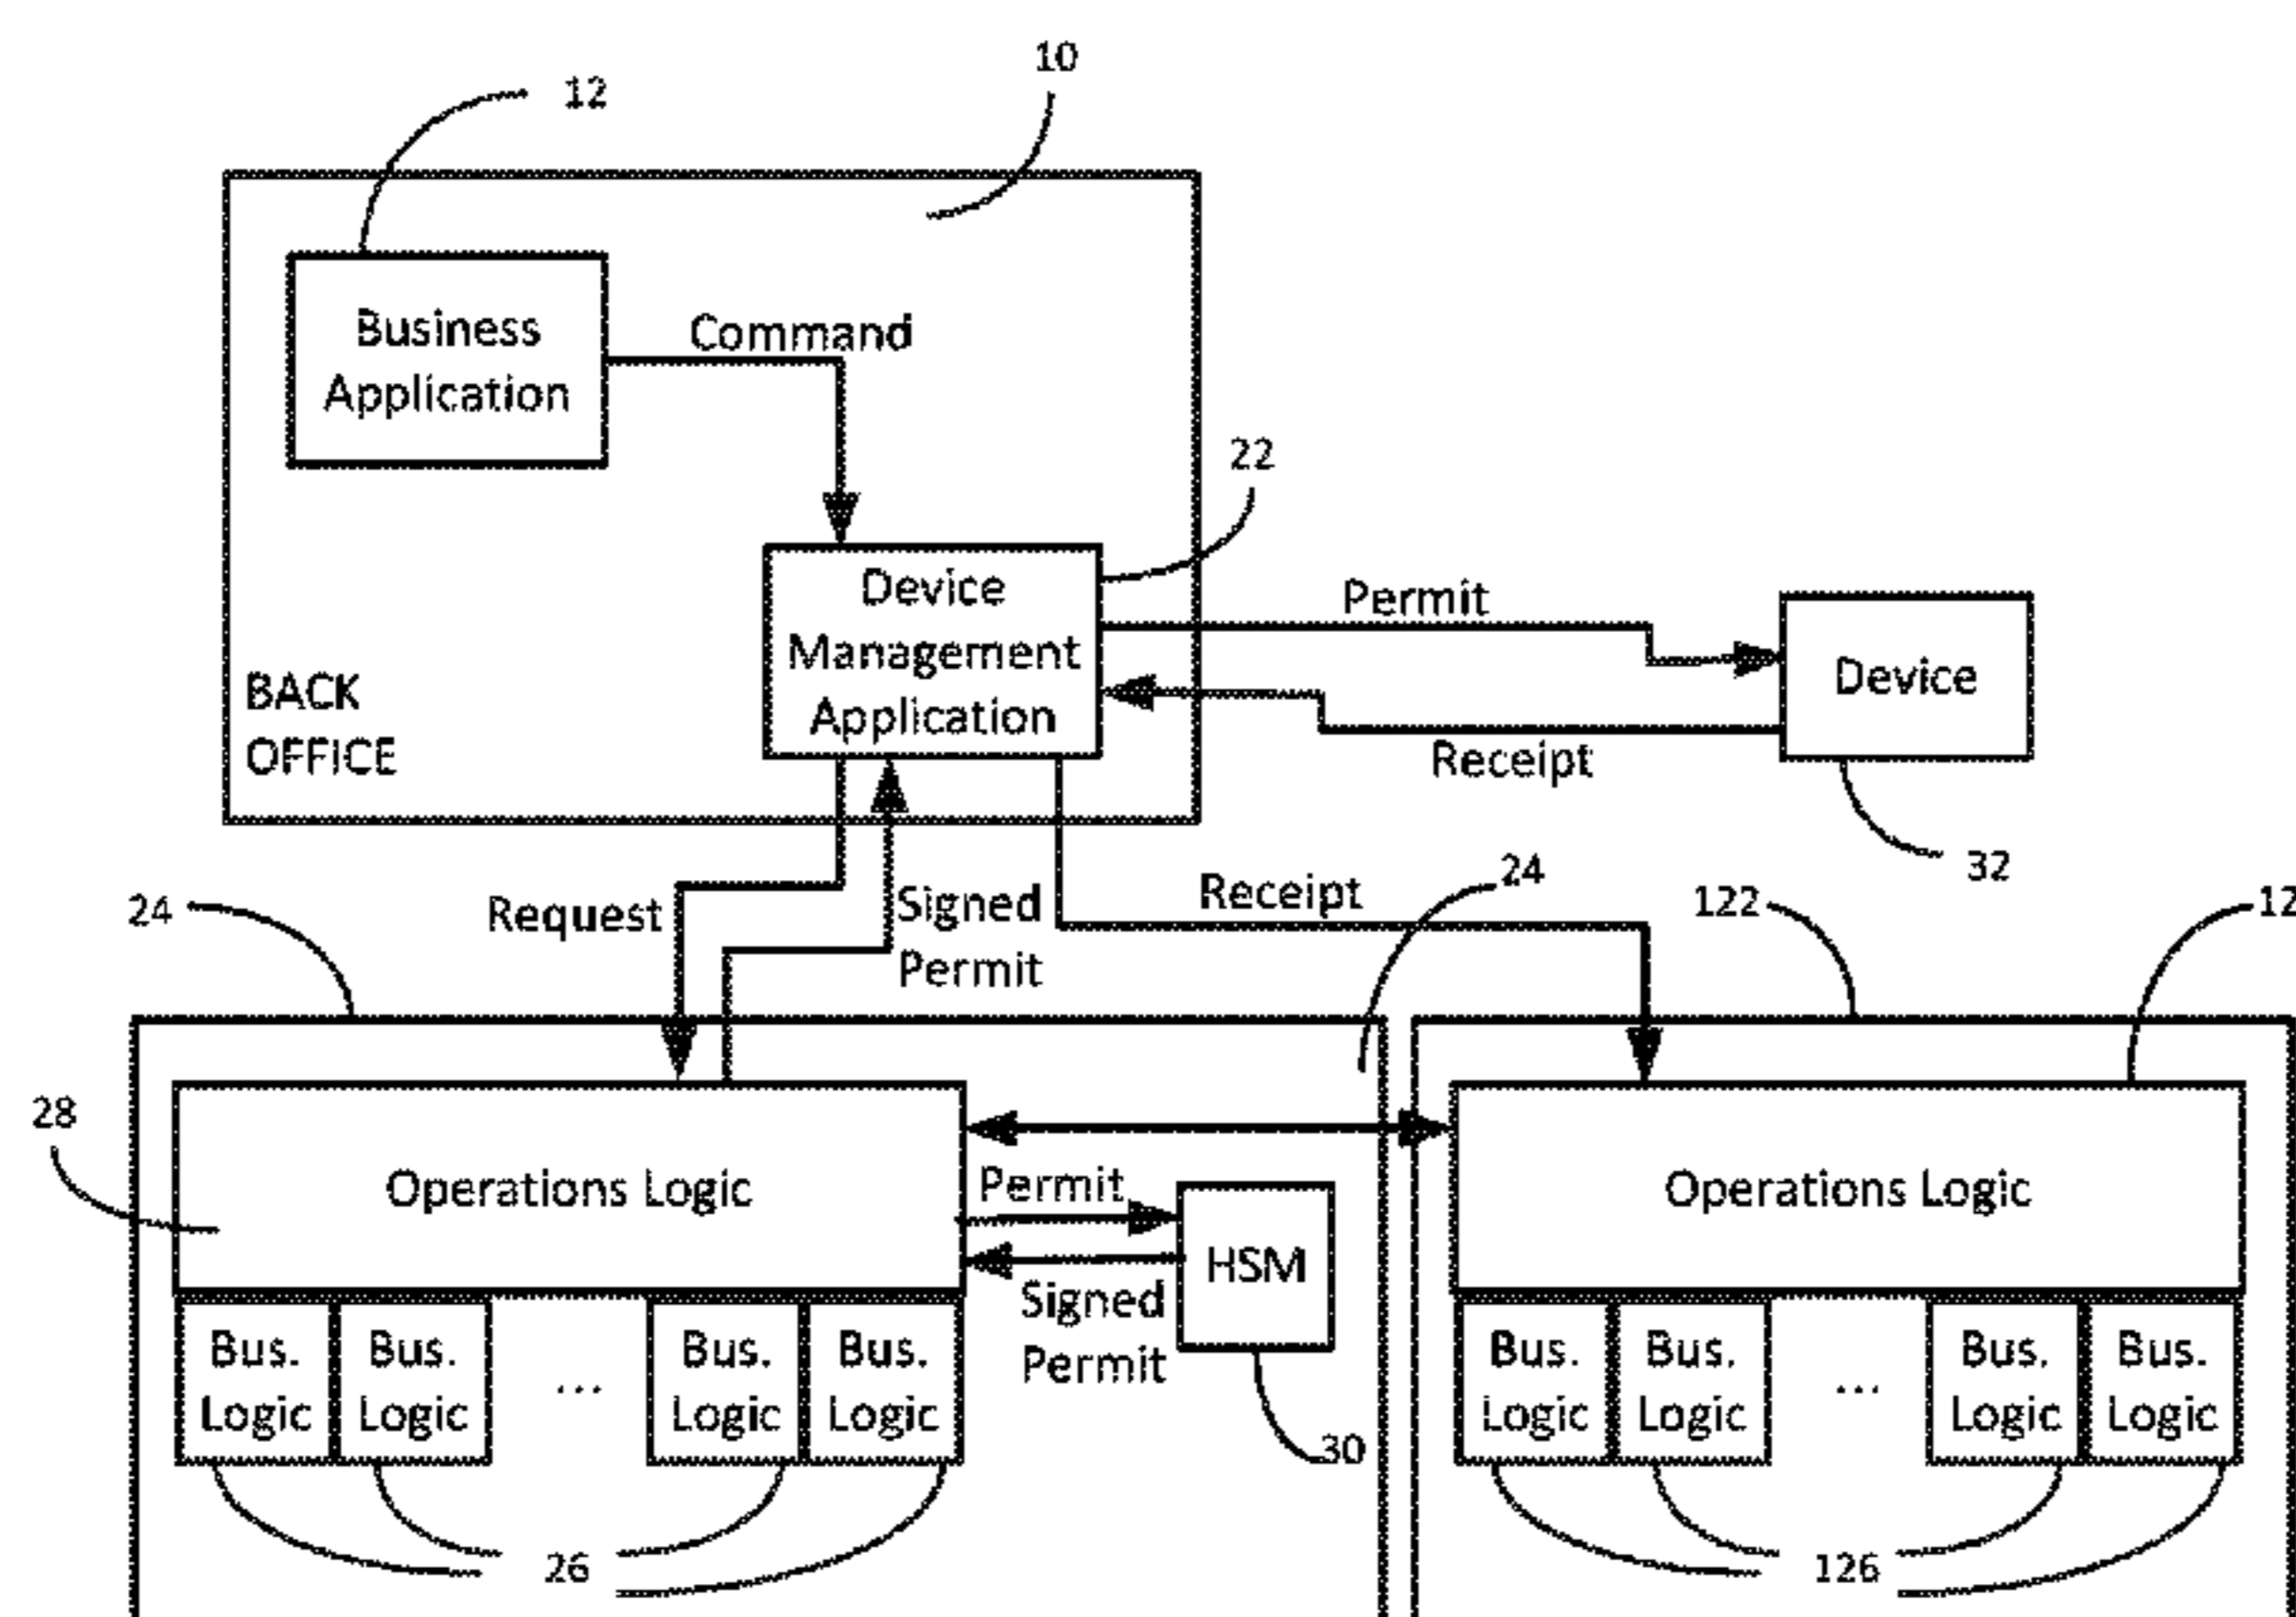 10
12
Business
Application
Command
22
Device
Management
Application
BACK
OFFICE
Permit
Device
Receipt
32
24
Request
Signed
Permit
Receipt
24
122
12
28
Operations Logic
Permit
HSM
Signed
Permit
Operations Logic
Bus.
Logic
Bus.
Logic
...
Bus.
Logic
Bus.
Logic
30
Bus.
Logic
Bus.
Logic
...
Bus.
Logic
Bus.
Logic
26
126